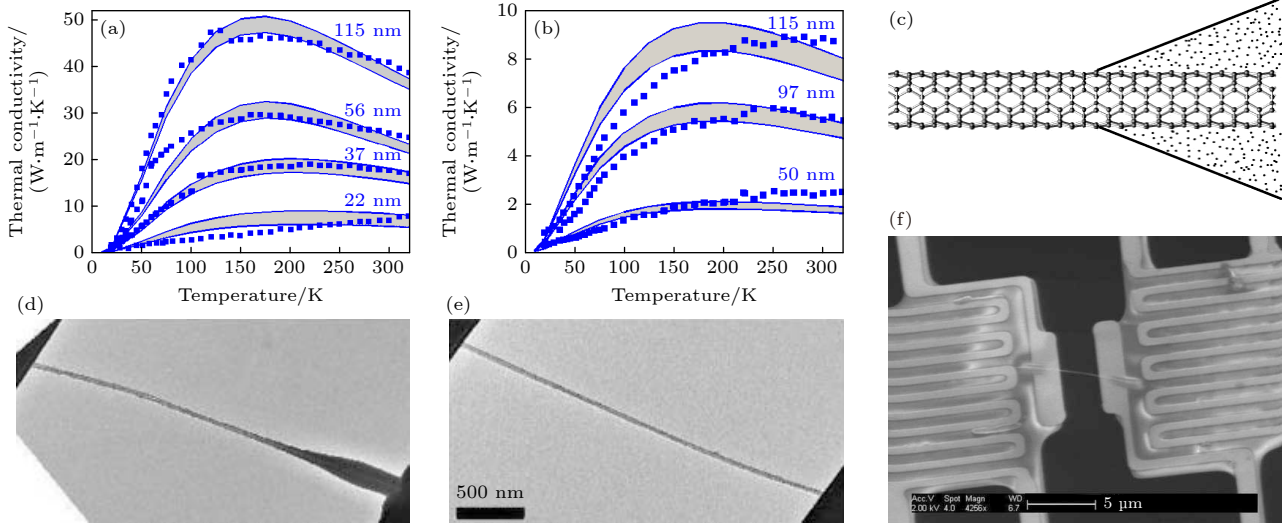 (a)
115 nm
56 nm
37 nm
22 nm
50
40
30
20
10
0
0 50 100 150 200 250 300
Temperature/K
Thermal conductivity/
(W·m⁻¹·K⁻¹)
(b)
115 nm
97 nm
50 nm
10
8
6
4
2
0
0 50 100 150 200 250 300
Temperature/K
Thermal conductivity/
(W·m⁻¹·K⁻¹)
(c)
(d)
(e)
500 nm
(f)
Acc.V Spot Magn WD
2.00 kV 4.0 4256x 6.7
5 µm